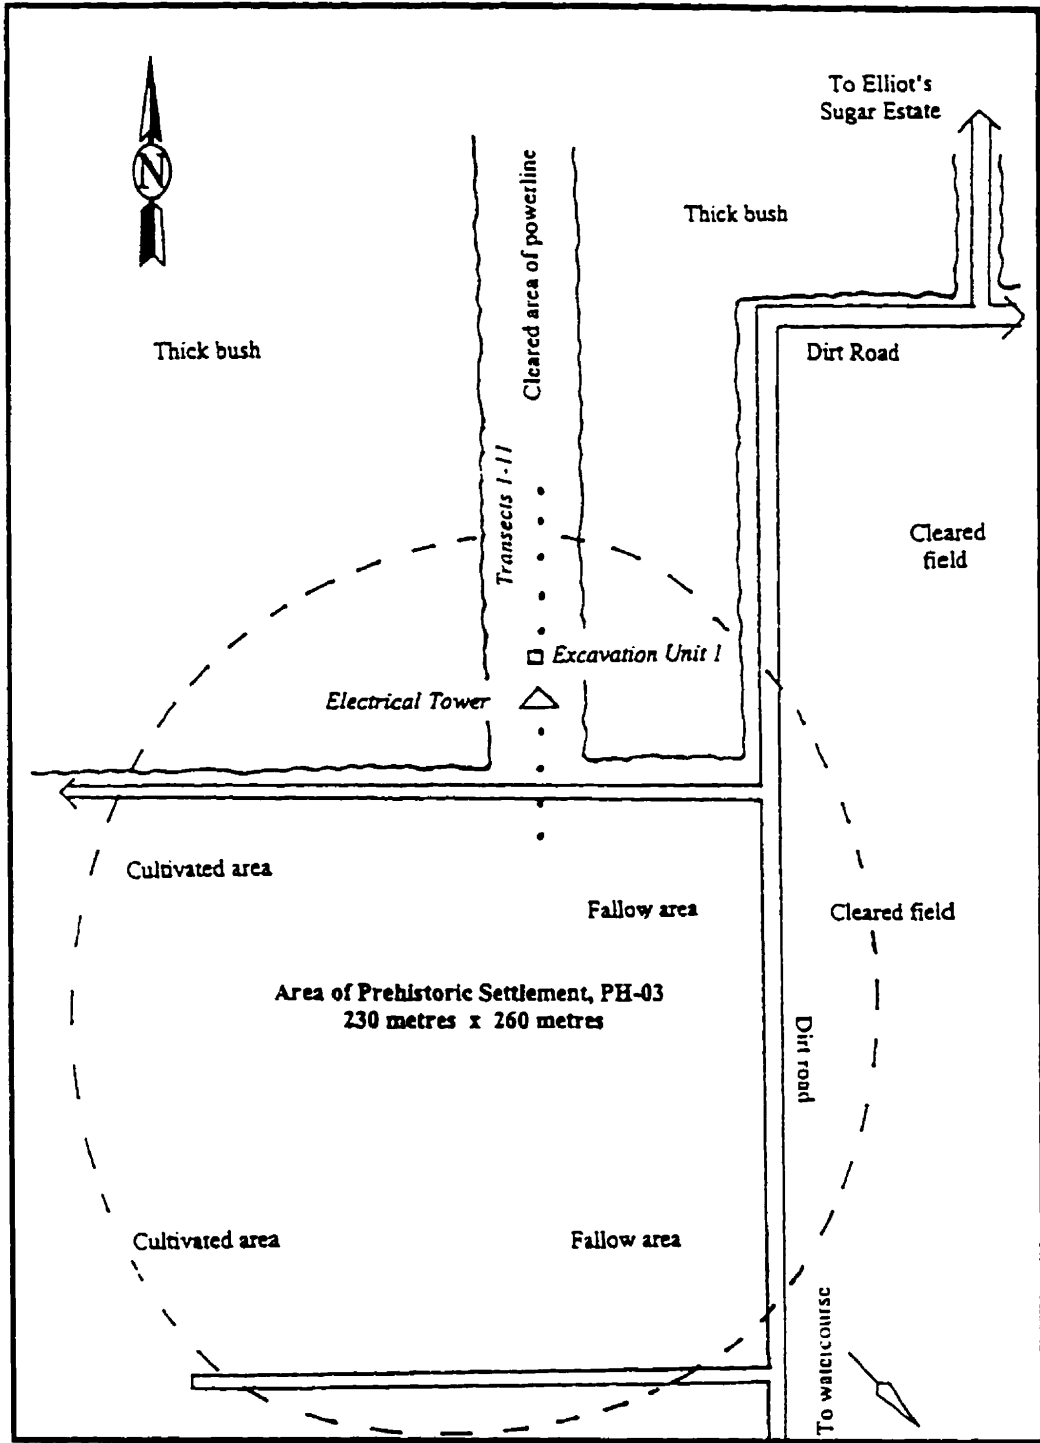 To Elliot's
Sugar Estate
N
Cleared area of powerline
Thick bush
Thick bush
Dirt Road
Transects 1-11
Cleared
field
Excavation Unit 1
Electrical Tower
Cultivated area
Fallow area
Cleared field
Area of Prehistoric Settlement, PH-03
230 metres x 260 metres
Dirt road
Cultivated area
Fallow area
To watercourse